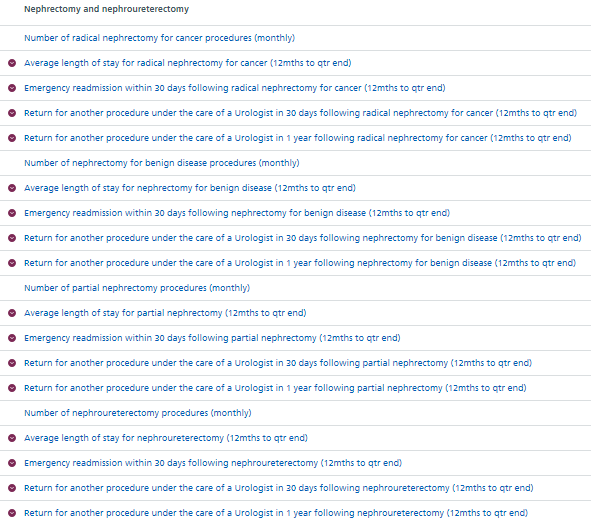 Nephrectomy and nephroureterectomy
Number of radical nephrectomy for cancer procedures (monthly)
Average length of stay for radical nephrectomy for cancer (12mths to qtr end)
Emergency readmission within 30 days following radical nephrectomy for cancer (12mths to qtr end)
Return for another procedure under the care of a Urologist in 30 days following radical nephrectomy for cancer (12mths to qtr end)
Return for another procedure under the care of a Urologist in 1 year following radical nephrectomy for cancer (12mths to qtr end)
Number of nephrectomy for benign disease procedures (monthly)
Average length of stay for nephrectomy for benign disease (12mths to qtr end)
Emergency readmission within 30 days following nephrectomy for benign disease (12mths to qtr end)
Return for another procedure under the care of a Urologist in 30 days following nephrectomy for benign disease (12mths to qtr end)
Return for another procedure under the care of a Urologist in 1 year following nephrectomy for benign disease (12mths to qtr end)
Number of partial nephrectomy procedures (monthly)
Average length of stay for partial nephrectomy (12mths to qtr end)
Emergency readmission within 30 days following partial nephrectomy (12mths to qtr end)
Return for another procedure under the care of a Urologist in 30 days following partial nephrectomy (12mths to qtr end)
Return for another procedure under the care of a Urologist in 1 year following partial nephrectomy (12mths to qtr end)
Number of nephroureterectomy procedures (monthly)
Average length of stay for nephroureterectomy (12mths to qtr end)
Emergency readmission within 30 days following nephroureterectomy (12mths to qtr end)
Return for another procedure under the care of a Urologist in 30 days following nephroureterectomy (12mths to qtr end)
Return for another procedure under the care of a Urologist in 1 year following nephroureterectomy (12mths to qtr end)